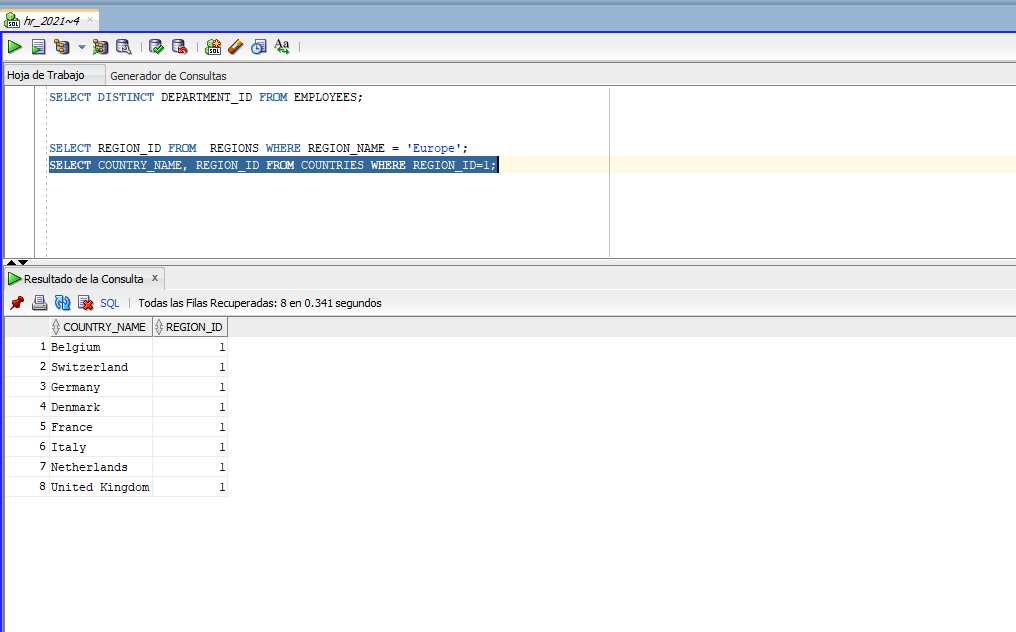 hr_2021~4
Hoja de Trabajo Generador de Consultas
SELECT DISTINCT DEPARTMENT_ID FROM EMPLOYEES;
SELECT REGION_ID FROM  REGIONS WHERE REGION_NAME = 'Europe';
SELECT COUNTRY_NAME, REGION_ID FROM COUNTRIES WHERE REGION_ID=1;
Resultado de la Consulta x
SQL | Todas las Filas Recuperadas: 8 en 0.341 segundos
COUNTRY_NAME REGION_ID
1 Belgium 1
2 Switzerland 1
3 Germany 1
4 Denmark 1
5 France 1
6 Italy 1
7 Netherlands 1
8 United Kingdom 1